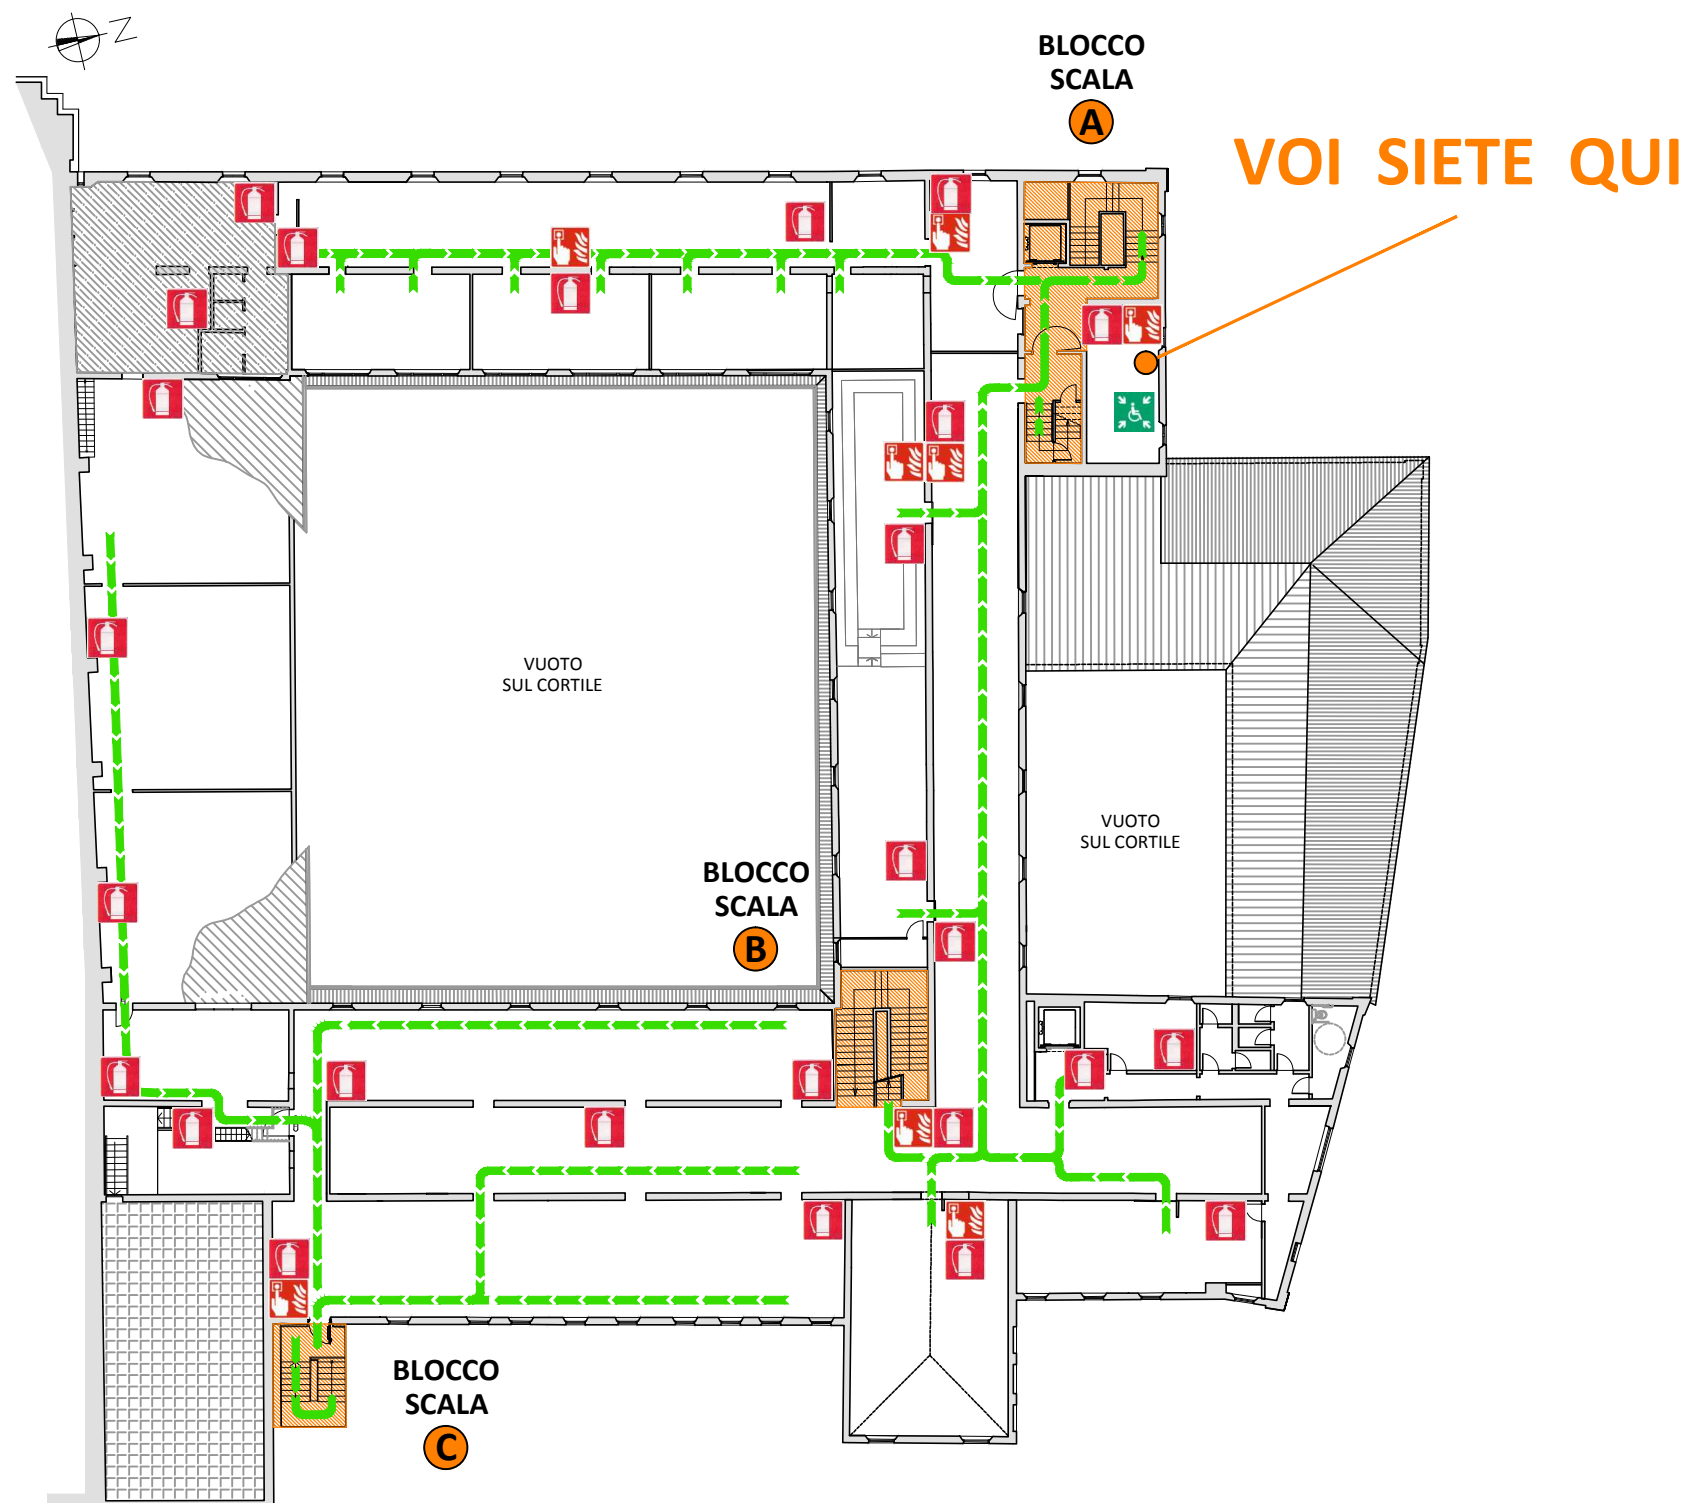 Z
BLOCCO
SCALA
A
VOI SIETE QUI
VUOTO
SUL CORTILE
VUOTO
SUL CORTILE
BLOCCO
SCALA
B
BLOCCO
SCALA
C